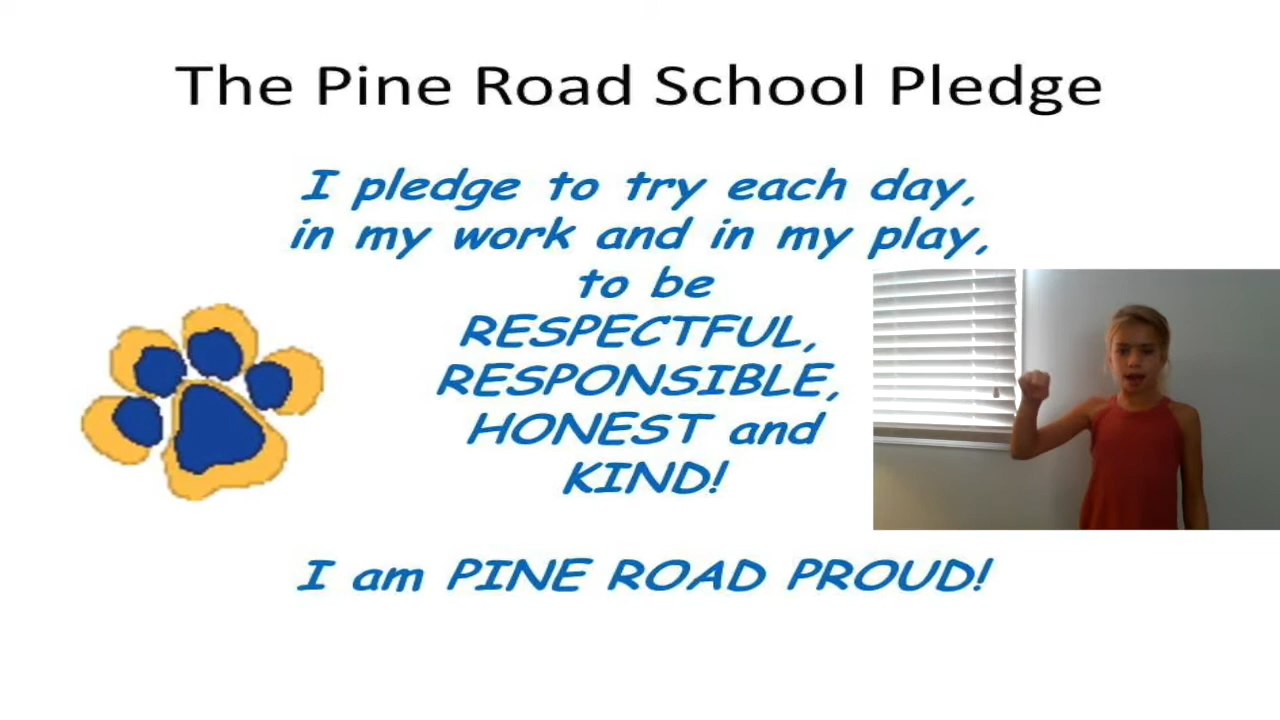 The Pine Road School Pledge
I pledge to try each day,
in my work and in my play,
to be
RESPECTFUL,
RESPONSIBLE,
HONEST and
KIND!
I am PINE ROAD PROUD!